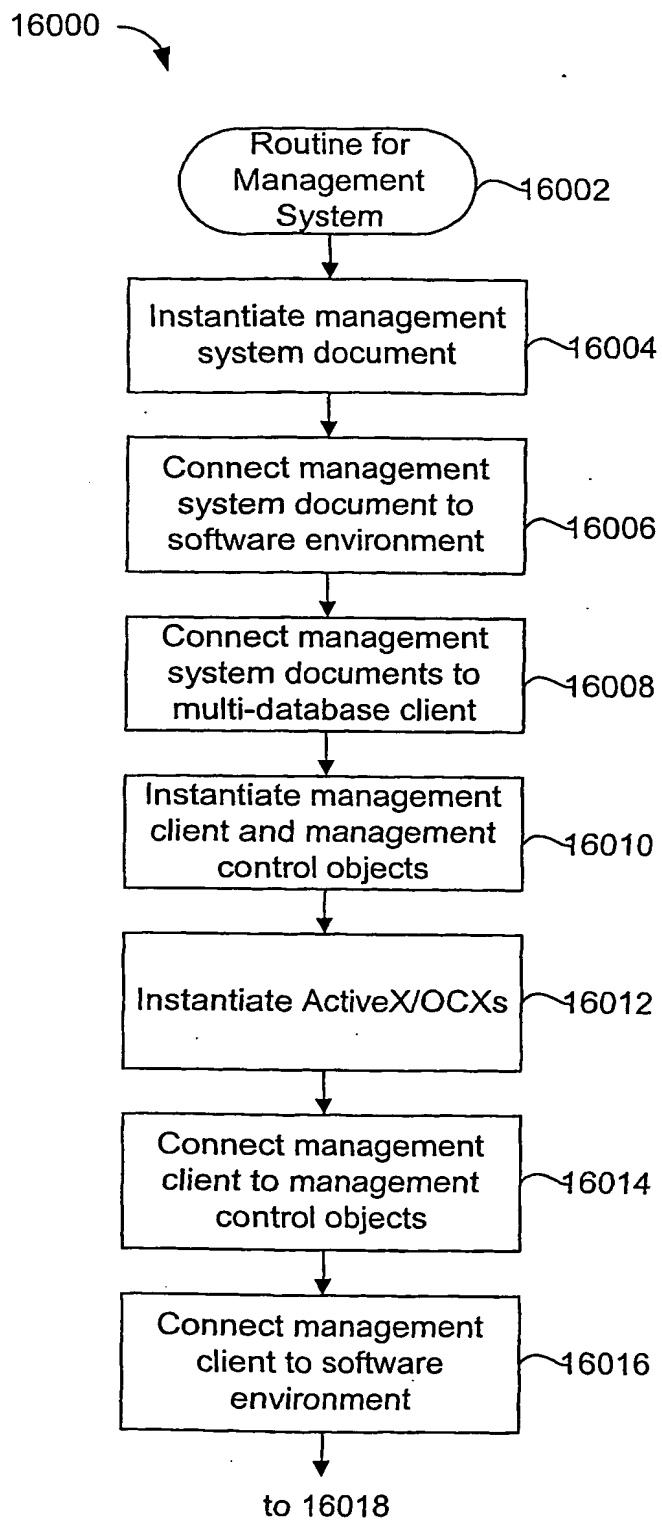 16000
Routine for
Management
System
16002
Instantiate management
system document
16004
Connect management
system document to
software environment
16006
Connect management
system documents to
multi-database client
16008
Instantiate management
client and management
control objects
16010
Instantiate ActiveX/OCXs
16012
Connect management
client to management
control objects
16014
Connect management
client to software
environment
16016
to 16018